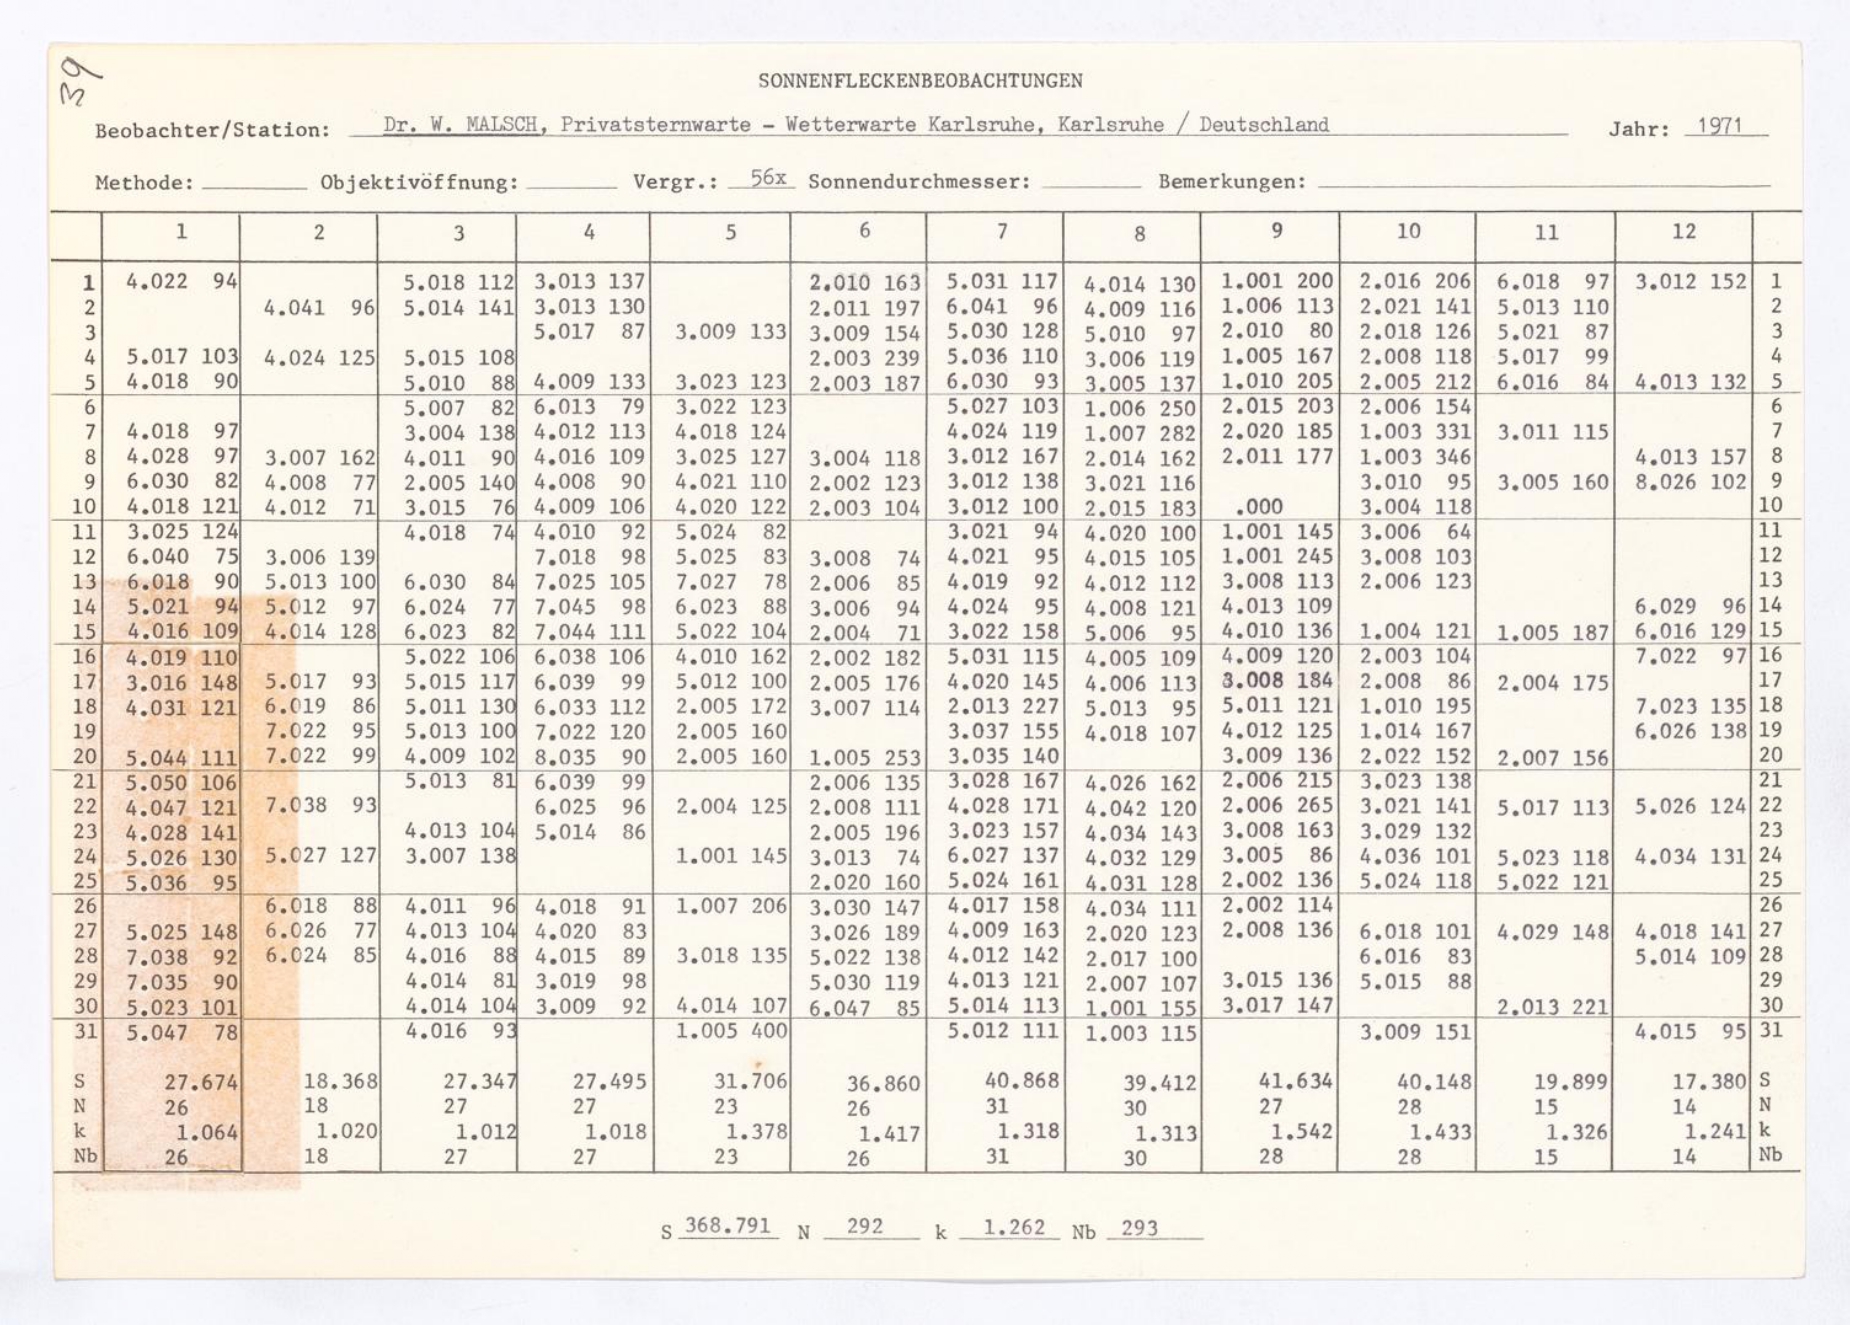 39
SONNENFLECKENBEOBACHTUNGEN
Beobachter/Station: Dr. W. MALSCH, Privatsternwarte - Wetterwarte Karlsruhe, Karlsruhe / Deutschland Jahr: 1971
Methode: Objektivöffnung: Vergr.: 56x Sonnendurchmesser: Bemerkungen:
1 2 3 4 5 6 7 8 9 10 11 12
1 4.022 94 5.018 112 3.013 137 2.010 163 5.031 117 4.014 130 1.001 200 2.016 206 6.018 97 3.012 152 1
2 4.041 96 5.014 141 3.013 130 2.011 197 6.041 96 4.009 116 1.006 113 2.021 141 5.013 110 2
3 5.017 87 3.009 133 3.009 154 5.030 128 5.010 97 2.010 80 2.018 126 5.021 87 3
4 5.017 103 4.024 125 5.015 108 2.003 239 5.036 110 3.006 119 1.005 167 2.008 118 5.017 99 4
5 4.018 90 5.010 88 4.009 133 3.023 123 2.003 187 6.030 93 3.005 137 1.010 205 2.005 212 6.016 84 4.013 132 5
6 5.007 82 6.013 79 3.022 123 5.027 103 1.006 250 2.015 203 2.006 154 6
7 4.018 97 3.004 138 4.012 113 4.018 124 4.024 119 1.007 282 2.020 185 1.003 331 3.011 115 7
8 4.028 97 3.007 162 4.011 90 4.016 109 3.025 127 3.004 118 3.012 167 2.014 162 2.011 177 1.003 346 4.013 157 8
9 6.030 82 4.008 77 2.005 140 4.008 90 4.021 110 2.002 123 3.012 138 3.021 116 3.010 95 3.005 160 8.026 102 9
10 4.018 121 4.012 71 3.015 76 4.009 106 4.020 122 2.003 104 3.012 100 2.015 183 .000 3.004 118 10
11 3.025 124 4.018 74 4.010 92 5.024 82 3.021 94 4.020 100 1.001 145 3.006 64 11
12 6.040 75 3.006 139 7.018 98 5.025 83 3.008 74 4.021 95 4.015 105 1.001 245 3.008 103 12
13 6.018 90 5.013 100 6.030 84 7.025 105 7.027 78 2.006 85 4.019 92 4.012 112 3.008 113 2.006 123 13
14 5.021 94 5.012 97 6.024 77 7.045 98 6.023 88 3.006 94 4.024 95 4.008 121 4.013 109 6.029 96 14
15 4.016 109 4.014 128 6.023 82 7.044 111 5.022 104 2.004 71 3.022 158 5.006 95 4.010 136 1.004 121 1.005 187 6.016 129 15
16 4.019 110 5.022 106 6.038 106 4.010 162 2.002 182 5.031 115 4.005 109 4.009 120 2.003 104 7.022 97 16
17 3.016 148 5.017 93 5.015 117 6.039 99 5.012 100 2.005 176 4.020 145 4.006 113 3.008 184 2.008 86 2.004 175 17
18 4.031 121 6.019 86 5.011 130 6.033 112 2.005 172 3.007 114 2.013 227 5.013 95 5.011 121 1.010 195 7.023 135 18
19 7.022 95 5.013 100 7.022 120 2.005 160 3.037 155 4.018 107 4.012 125 1.014 167 6.026 138 19
20 5.044 111 7.022 99 4.009 102 8.035 90 2.005 160 1.005 253 3.035 140 3.009 136 2.022 152 2.007 156 20
21 5.050 106 5.013 81 6.039 99 2.006 135 3.028 167 4.026 162 2.006 215 3.023 138 21
22 4.047 121 7.038 93 6.025 96 2.004 125 2.008 111 4.028 171 4.042 120 2.006 265 3.021 141 5.017 113 5.026 124 22
23 4.028 141 4.013 104 5.014 86 2.005 196 3.023 157 4.034 143 3.008 163 3.029 132 23
24 5.026 130 5.027 127 3.007 138 1.001 145 3.013 74 6.027 137 4.032 129 3.005 86 4.036 101 5.023 118 4.034 131 24
25 5.036 95 2.020 160 5.024 161 4.031 128 2.002 136 5.024 118 5.022 121 25
26 6.018 88 4.011 96 4.018 91 1.007 206 3.030 147 4.017 158 4.034 111 2.002 114 26
27 5.025 148 6.026 77 4.013 104 4.020 83 3.026 189 4.009 163 2.020 123 2.008 136 6.018 101 4.029 148 4.018 141 27
28 7.038 92 6.024 85 4.016 88 4.015 89 3.018 135 5.022 138 4.012 142 2.017 100 6.016 83 5.014 109 28
29 7.035 90 4.014 81 3.019 98 5.030 119 4.013 121 2.007 107 3.015 136 5.015 88 29
30 5.023 101 4.014 104 3.009 92 4.014 107 6.047 85 5.014 113 1.001 155 3.017 147 2.013 221 30
31 5.047 78 4.016 93 1.005 400 5.012 111 1.003 115 3.009 151 4.015 95 31
S 27.674 18.368 27.347 27.495 31.706 36.860 40.868 39.412 41.634 40.148 19.899 17.380 S
N 26 18 27 27 23 26 31 30 27 28 15 14 N
k 1.064 1.020 1.012 1.018 1.378 1.417 1.318 1.313 1.542 1.433 1.326 1.241 k
Nb 26 18 27 27 23 26 31 30 28 28 15 14 Nb
S 368.791 N 292 k 1.262 Nb 293